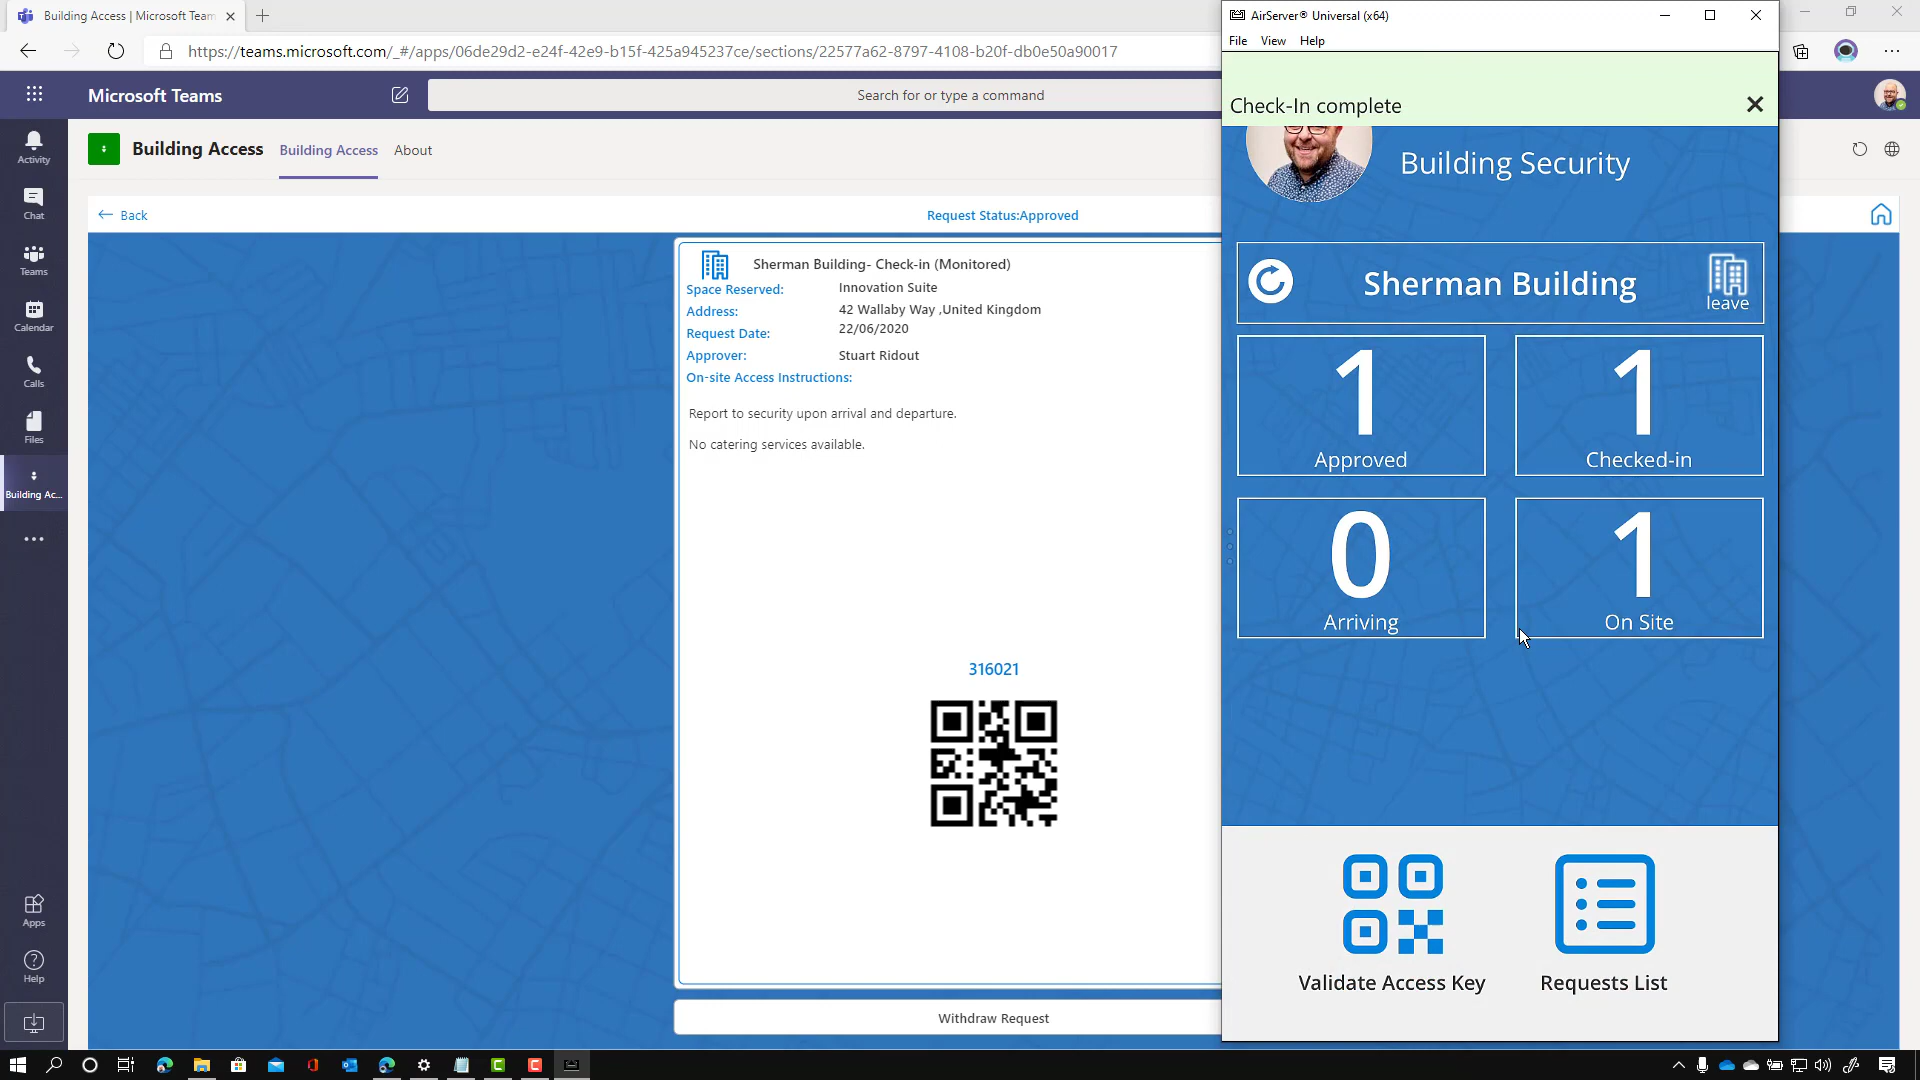 Building Access | Microsoft Team
https://teams.microsoft.com/_#/apps/06de29d2-e24f-42e9-b15f-425a945237ce/sections/22577a62-8797-4108-b20f-db0e50a90017
Microsoft Teams
Search for or type a command
Activity
Chat
Teams
Calendar
Calls
Files
Building Ac...
Apps
Help
Building Access
Building Access
About
Back
Request Status:Approved
Sherman Building- Check-in (Monitored)
Space Reserved: Innovation Suite
Address: 42 Wallaby Way ,United Kingdom
Request Date: 22/06/2020
Approver: Stuart Ridout
On-site Access Instructions:
Report to security upon arrival and departure.
No catering services available.
316021
Withdraw Request
AirServer® Universal (x64)
File View Help
Check-In complete
Building Security
Sherman Building
leave
1
Approved
1
Checked-in
0
Arriving
1
On Site
Validate Access Key
Requests List